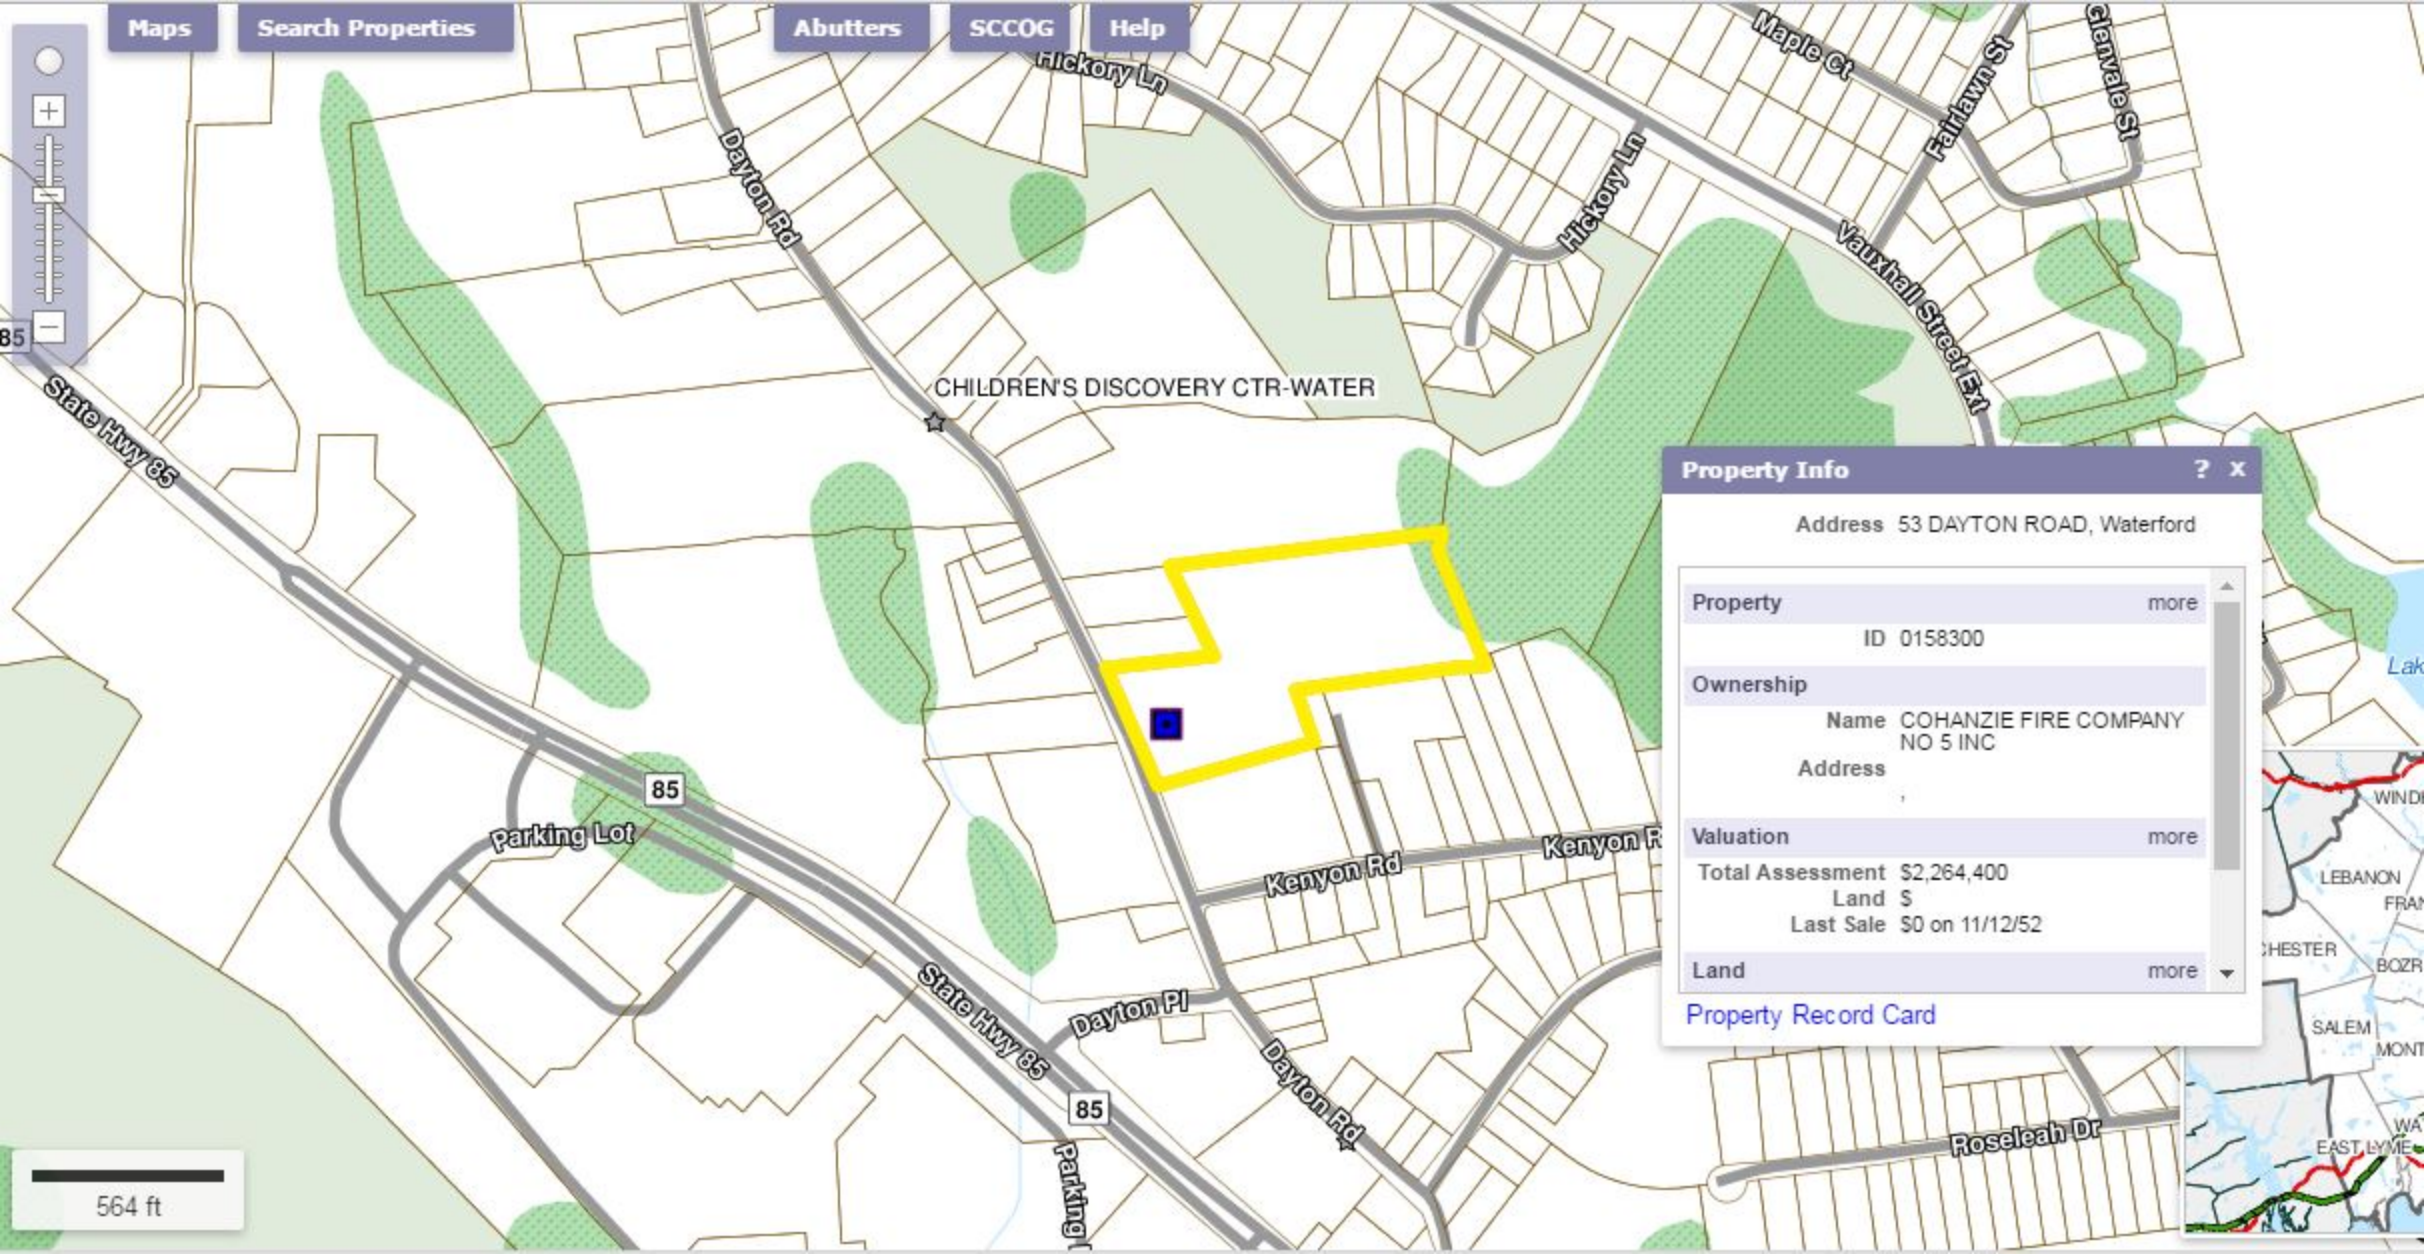 Maps
Search Properties
Abutters
SCCOG
Help
Hickory Ln
Maple Ct
Fairlawn St
Glenvale St
Dayton Rd
Hickory Ln
Vauxhall Street Ext
85
State Hwy 85
CHILDREN'S DISCOVERY CTR-WATER
Property Info ? x
Address 53 DAYTON ROAD, Waterford
Property more
ID 0158300
Ownership
Name COHANZIE FIRE COMPANY
NO 5 INC
Address
,
Valuation more
Total Assessment $2,264,400
Land $
Last Sale $0 on 11/12/52
Land more
Property Record Card
Lak
85
Parking Lot
Kenyon Rd
Kenyon R
State Hwy 85
Dayton Pl
Dayton Rd
85
Parking
Roseleah Dr
564 ft
WIND
LEBANON
FRAN
CHESTER
BOZR
SALEM
MONT
WA
EAST LYME